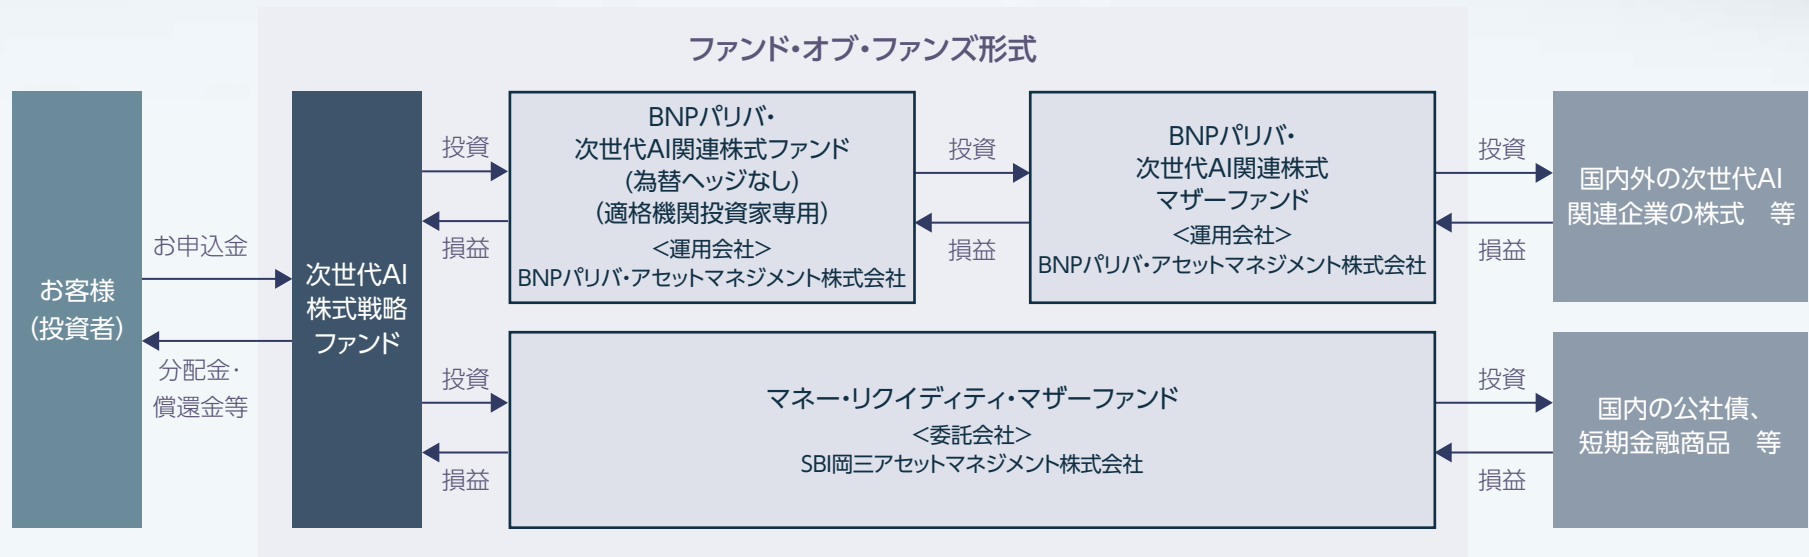 ファンド・オブ・ファンズ形式
お客様
（投資者）
お申込金
分配金・
償還金等
次世代AI
株式戦略
ファンド
投資
損益
BNPパリバ・
次世代AI関連株式ファンド
(為替ヘッジなし)
(適格機関投資家専用)
<運用会社>
BNPパリバ・アセットマネジメント株式会社
投資
損益
BNPパリバ・
次世代AI関連株式
マザーファンド
<運用会社>
BNPパリバ・アセットマネジメント株式会社
投資
損益
国内外の次世代AI
関連企業の株式　等
投資
損益
マネー・リクイディティ・マザーファンド
<委託会社>
SBI岡三アセットマネジメント株式会社
投資
損益
国内の公社債、
短期金融商品　等